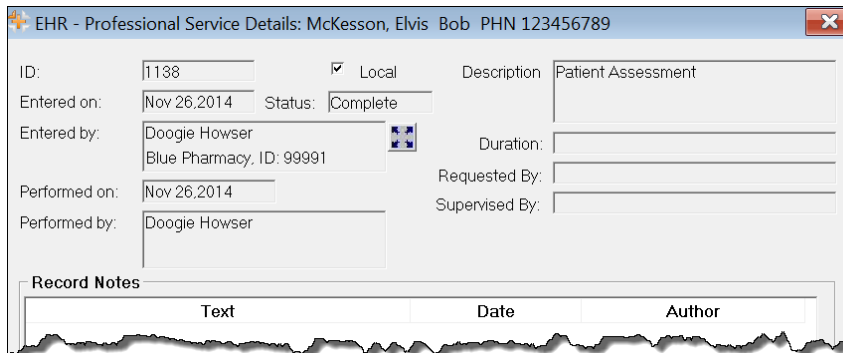 EHR - Professional Service Details: McKesson, Elvis  Bob  PHN 123456789
ID: 1138 Local Description Patient Assessment
Entered on: Nov 26,2014 Status: Complete
Entered by: Doogie Howser
Blue Pharmacy, ID: 99991
Duration:
Requested By:
Performed on: Nov 26,2014
Supervised By:
Performed by: Doogie Howser
Record Notes
Text Date Author